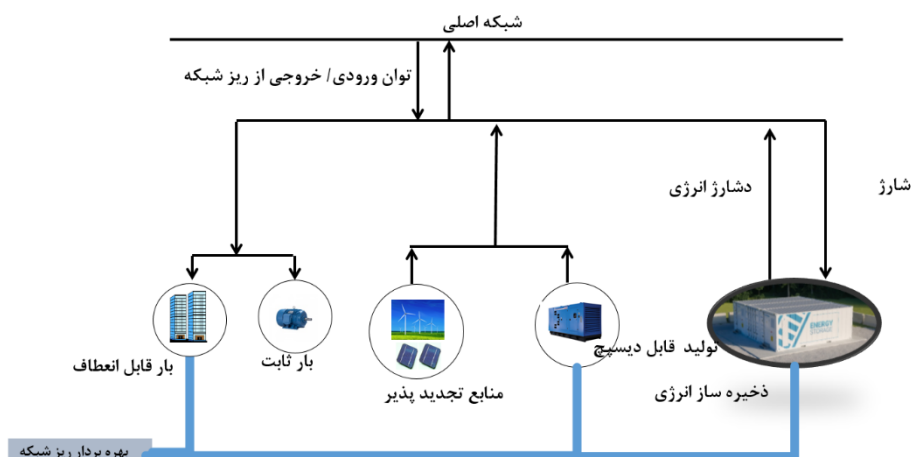 شبکه اصلی
توان ورودی/ خروجی از ریز شبکه
دشارژ انرژی
شارژ
ENERGY
تولید قابل دیسپچ
بار ثابت
بار قابل انعطاف
منابع تجدید پذیر
ذخیره ساز انرژی
بهره بردار ریز شبکه